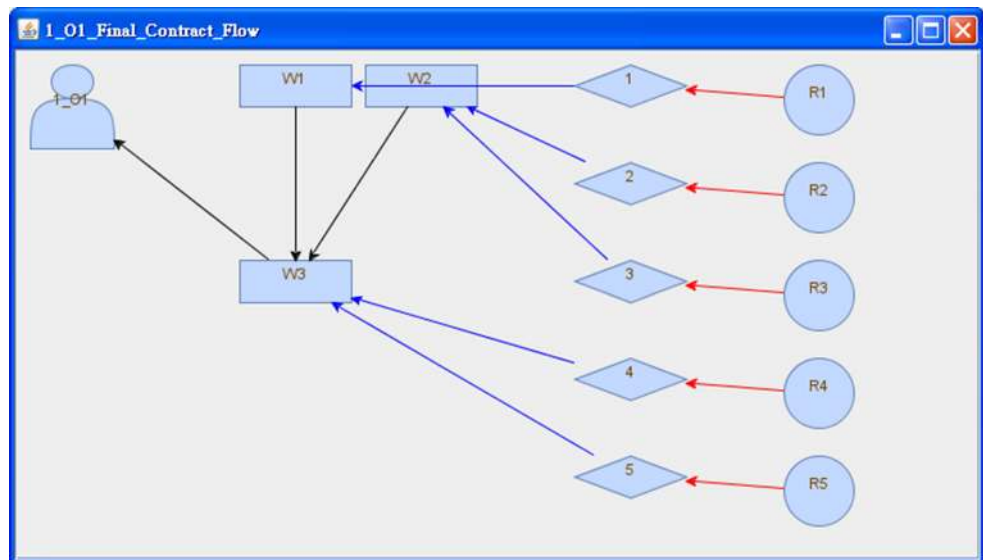 1_O1_Final_Contract_Flow
1_O1
W1
W2
1
R1
2
R2
W3
3
R3
4
R4
5
R5